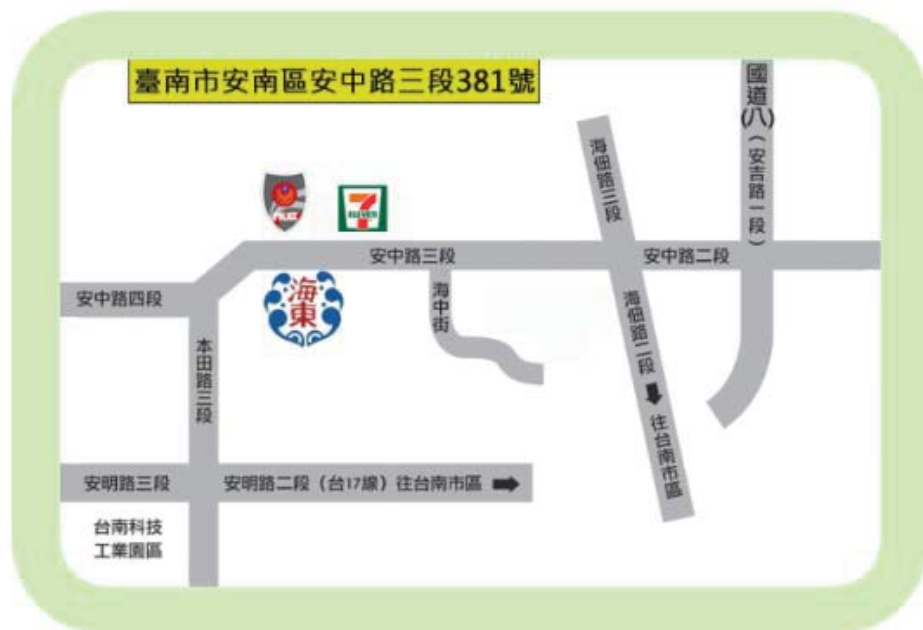 臺南市安南區安中路三段381號
國道(八)(安吉路一段)
海佃路三段
POLICE
7
ELEVEN
安中路三段
安中路二段
安中路四段
海東
海中街
海佃路二段
往台南市區
本田路三段
安明路三段
安明路二段(台17線)往台南市區
台南科技
工業園區